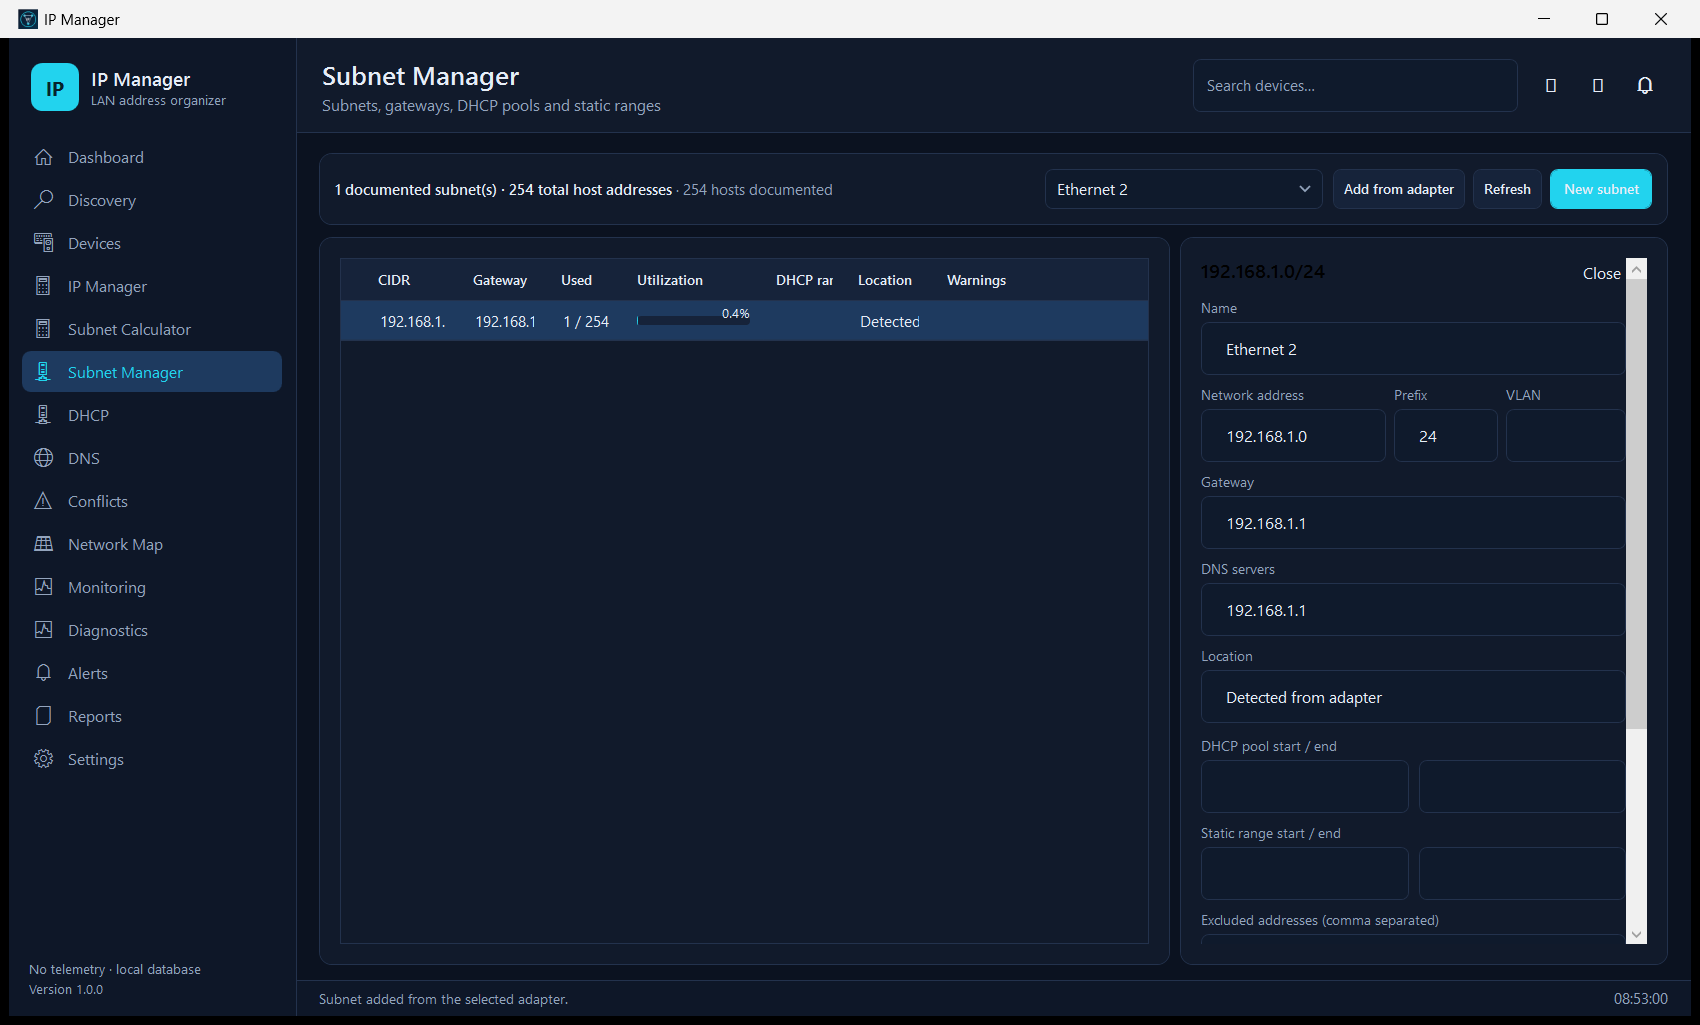 IP Manager
IP
IP Manager
LAN address organizer
Dashboard
Discovery
Devices
IP Manager
Subnet Calculator
Subnet Manager
DHCP
DNS
Conflicts
Network Map
Monitoring
Diagnostics
Alerts
Reports
Settings
No telemetry · local database
Version 1.0.0
Subnet Manager
Subnets, gateways, DHCP pools and static ranges
Search devices...
1 documented subnet(s) · 254 total host addresses · 254 hosts documented
Ethernet 2
Add from adapter
Refresh
New subnet
CIDR Gateway Used Utilization DHCP rar Location Warnings
192.168.1. 192.168.1 1 / 254 0.4% Detected
192.168.1.0/24
Close
Name
Ethernet 2
Network address Prefix VLAN
192.168.1.0 24
Gateway
192.168.1.1
DNS servers
192.168.1.1
Location
Detected from adapter
DHCP pool start / end
Static range start / end
Excluded addresses (comma separated)
Subnet added from the selected adapter.
08:53:00